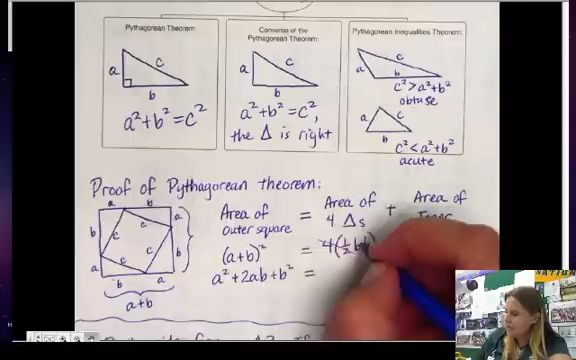 Pythagorean Theorem:
a
c
b
a² + b² = c²
Converse of the
Pythagorean Theorem:
a
c
b
a² + b² = c²,
the Δ is right
Pythagorean Inequalities Theorem:
a
c
b
c² > a² + b²
obtuse
a
c
b
c² < a² + b²
acute
Proof of Pythagorean theorem:
a b
b a
c c
c c
a b
b a
a+b
Area of outer square = Area of 4 Δs + Area of
(a+b)² = 4(½
a² + 2ab + b² =